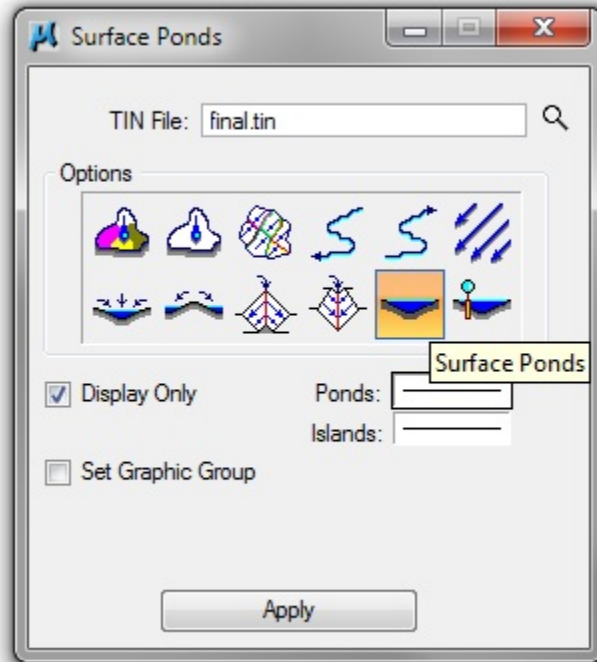 Surface Ponds
TIN File: final.tin
Options
Surface Ponds
Display Only
Ponds:
Islands:
Set Graphic Group
Apply